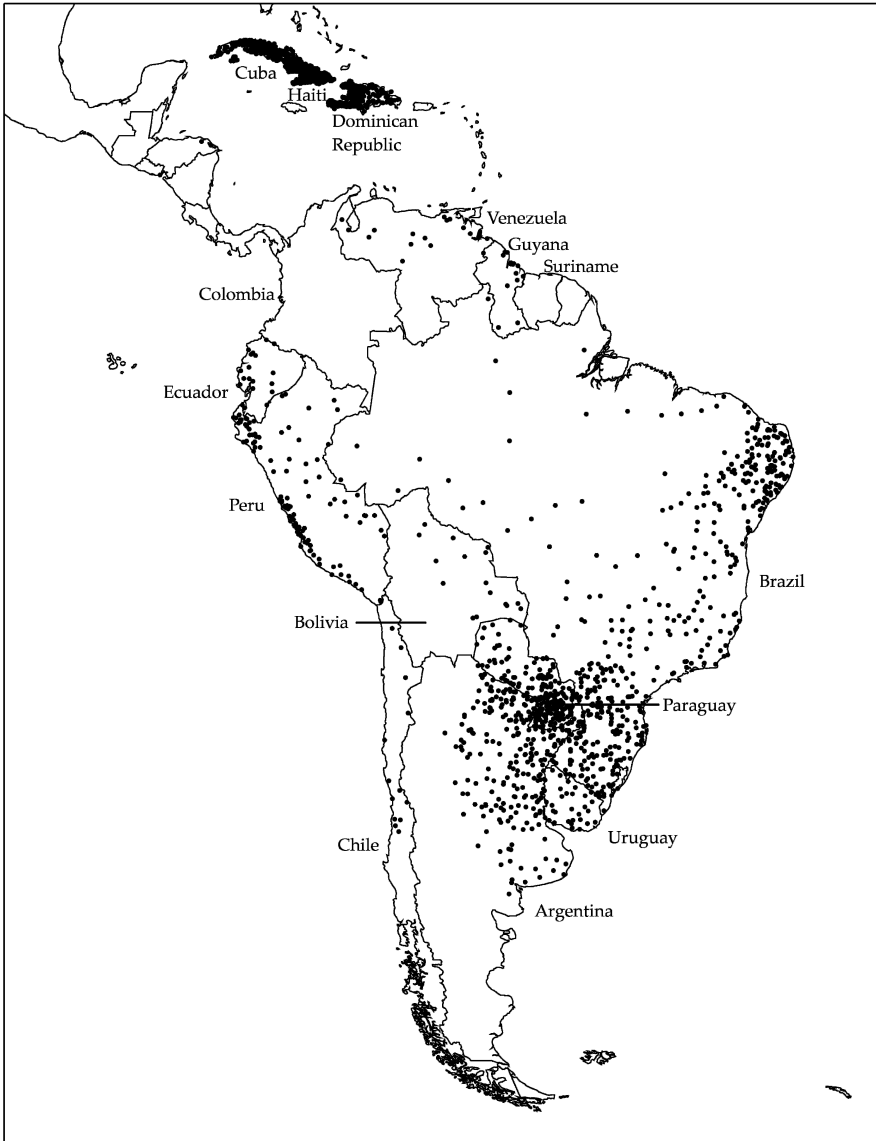 Cuba
Haiti
Dominican
Republic
Venezuela
Guyana
Suriname
Colombia
Ecuador
Peru
Brazil
Bolivia
Paraguay
Uruguay
Chile
Argentina